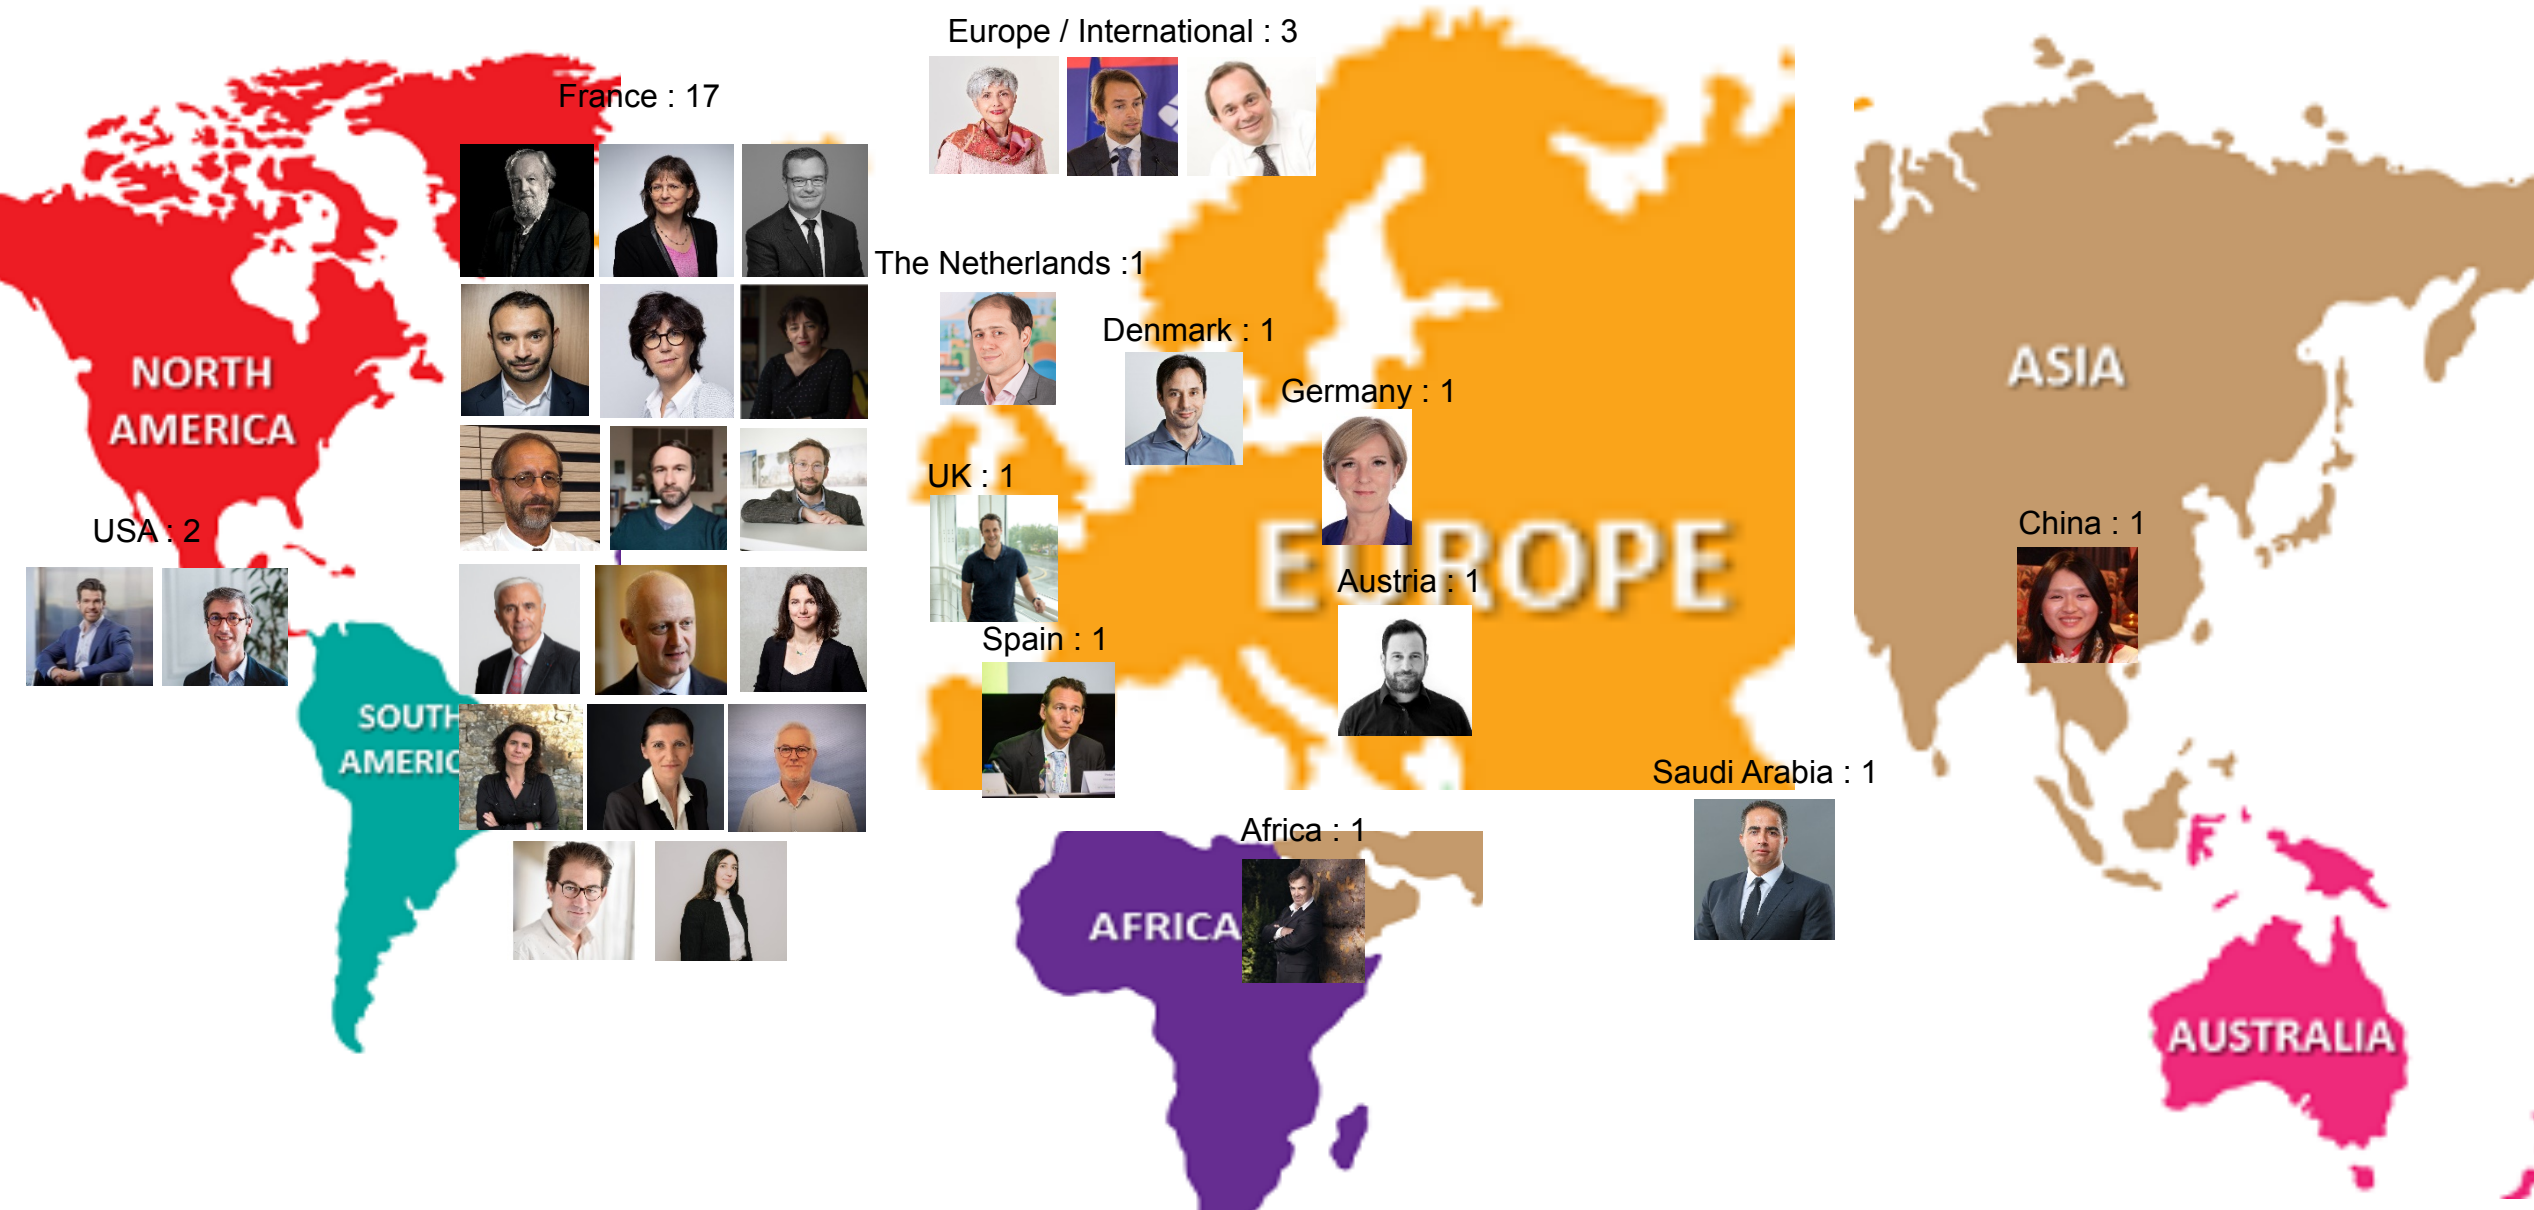 Europe / International : 3
France : 17
The Netherlands :1
Denmark : 1
NORTH
AMERICA
ASIA
Germany : 1
UK : 1
USA : 2
China : 1
EUROPE
Austria : 1
Spain : 1
SOUTH
AMERIC
Saudi Arabia : 1
Africa : 1
AFRICA
AUSTRALIA